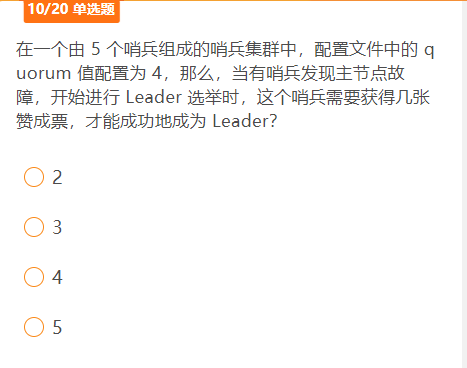 10/20 单选题
在一个由 5 个哨兵组成的哨兵集群中，配置文件中的 q
uorum 值配置为 4，那么，当有哨兵发现主节点故
障，开始进行 Leader 选举时，这个哨兵需要获得几张
赞成票，才能成功地成为 Leader？
2
3
4
5